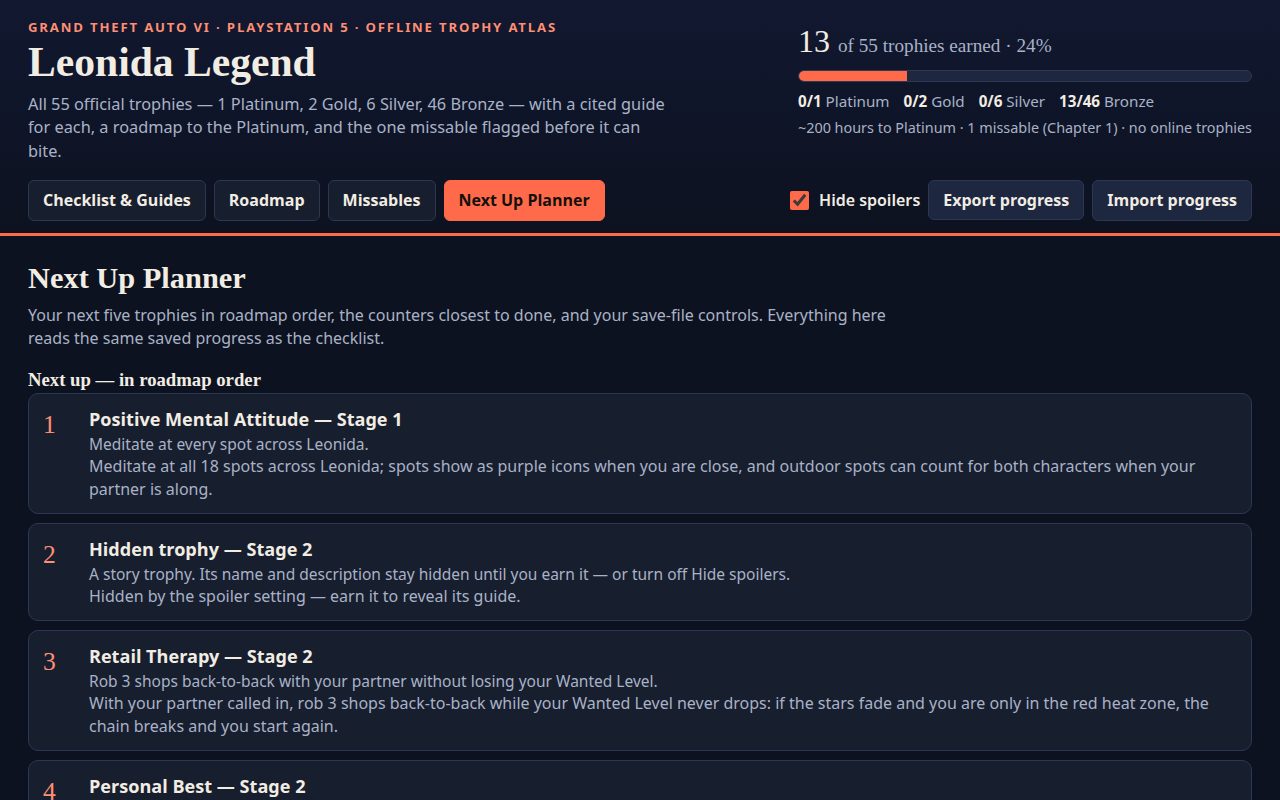 GRAND THEFT AUTO VI · PLAYSTATION 5 · OFFLINE TROPHY ATLAS
Leonida Legend
All 55 official trophies — 1 Platinum, 2 Gold, 6 Silver, 46 Bronze — with a cited guide
for each, a roadmap to the Platinum, and the one missable flagged before it can
bite.
13 of 55 trophies earned · 24%
0/1 Platinum 0/2 Gold 0/6 Silver 13/46 Bronze
~200 hours to Platinum · 1 missable (Chapter 1) · no online trophies
Checklist & Guides Roadmap Missables Next Up Planner Hide spoilers Export progress Import progress
Next Up Planner
Your next five trophies in roadmap order, the counters closest to done, and your save-file controls. Everything here
reads the same saved progress as the checklist.
Next up — in roadmap order
1 Positive Mental Attitude — Stage 1
Meditate at every spot across Leonida.
Meditate at all 18 spots across Leonida; spots show as purple icons when you are close, and outdoor spots can count for both characters when your
partner is along.
2 Hidden trophy — Stage 2
A story trophy. Its name and description stay hidden until you earn it — or turn off Hide spoilers.
Hidden by the spoiler setting — earn it to reveal its guide.
3 Retail Therapy — Stage 2
Rob 3 shops back-to-back with your partner without losing your Wanted Level.
With your partner called in, rob 3 shops back-to-back while your Wanted Level never drops: if the stars fade and you are only in the red heat zone, the
chain breaks and you start again.
4 Personal Best — Stage 2